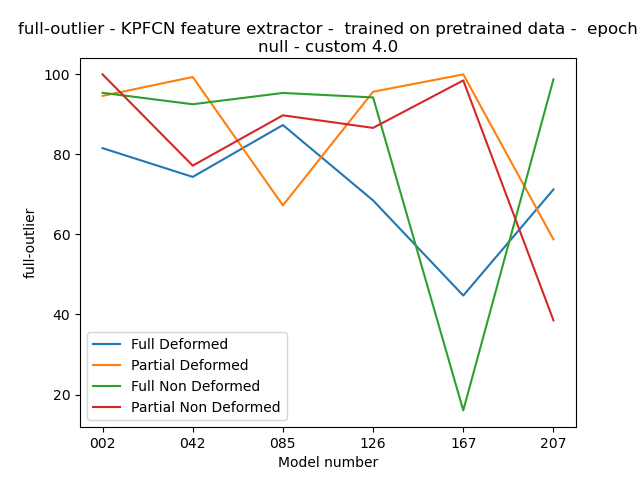 full-outlier - KPFCN feature extractor -  trained on pretrained data -  epoch
null - custom 4.0
100
80
60
40
20
full-outlier
Full Deformed
Partial Deformed
Full Non Deformed
Partial Non Deformed
002 042 085 126 167 207
Model number